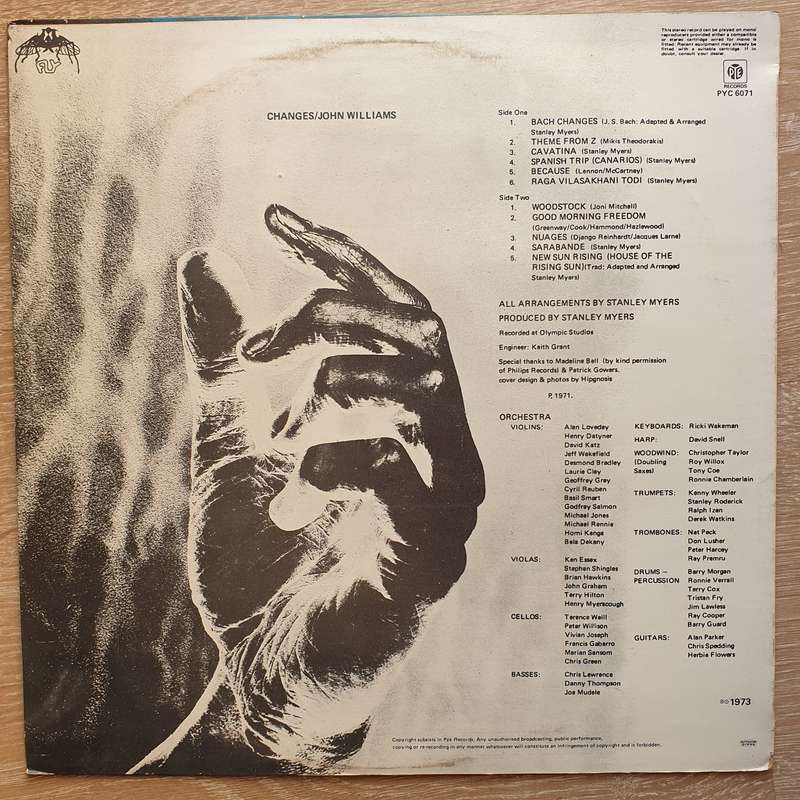 FLY
This stereo record can be played on mono
reproducers provided either a compatible
or stereo cartridge wired for mono is
fitted. Recent equipment may already be
fitted with a suitable cartridge. If in
doubt, consult your dealer.
PYE
RECORDS
PYC 6071
CHANGES/JOHN WILLIAMS
Side One
1. BACH CHANGES (J. S. Bach: Adapted & Arranged
Stanley Myers)
2. THEME FROM Z (Mikis Theodorakis)
3. CAVATINA (Stanley Myers)
4. SPANISH TRIP (CANARIOS) (Stanley Myers)
5. BECAUSE (Lennon/McCartney)
6. RAGA VILASAKHANI TODI (Stanley Myers)
Side Two
1. WOODSTOCK (Joni Mitchell)
2. GOOD MORNING FREEDOM
(Greenway/Cook/Hammond/Hazlewood)
3. NUAGES (Django Reinhardt/Jacques Larne)
4. SARABANDE (Stanley Myers)
5. NEW SUN RISING (HOUSE OF THE
RISING SUN)(Trad: Adapted and Arranged
Stanley Myers)
ALL ARRANGEMENTS BY STANLEY MYERS
PRODUCED BY STANLEY MYERS
Recorded at Olympic Studios
Engineer: Keith Grant
Special thanks to Madeline Bell (by kind permission
of Philips Records) & Patrick Gowers.
cover design & photos by Hipgnosis
P. 1971.
ORCHESTRA
VIOLINS: Alan Loveday
Henry Datyner
David Katz
Jeff Wakefield
Desmond Bradley
Laurie Clay
Geoffrey Grey
Cyril Reuben
Basil Smart
Godfrey Salmon
Michael Jones
Michael Rennie
Homi Kanga
Bela Dekany
VIOLAS: Ken Essex
Stephen Shingles
Brian Hawkins
John Graham
Terry Hilton
Henry Myerscough
CELLOS: Terence Weill
Peter Willison
Vivian Joseph
Francis Gabarro
Marian Sansom
Chris Green
BASSES: Chris Lawrence
Danny Thompson
Joe Mudele
KEYBOARDS: Ricki Wakeman
HARP: David Snell
WOODWIND: Christopher Taylor
(Doubling Roy Willox
Saxes) Tony Coe
Ronnie Chamberlain
TRUMPETS: Kenny Wheeler
Stanley Roderick
Ralph Izen
Derek Watkins
TROMBONES: Nat Peck
Don Lusher
Peter Harvey
Ray Premru
DRUMS – Barry Morgan
PERCUSSION Ronnie Verrall
Terry Cox
Tristan Fry
Jim Lawless
Ray Cooper
Barry Guard
GUITARS: Alan Parker
Chris Spedding
Herbie Flowers
℗© 1973
Copyright subsists in Pye Records. Any unauthorised broadcasting, public performance,
copying or re-recording in any manner whatsoever will constitute an infringement of copyright and is forbidden.